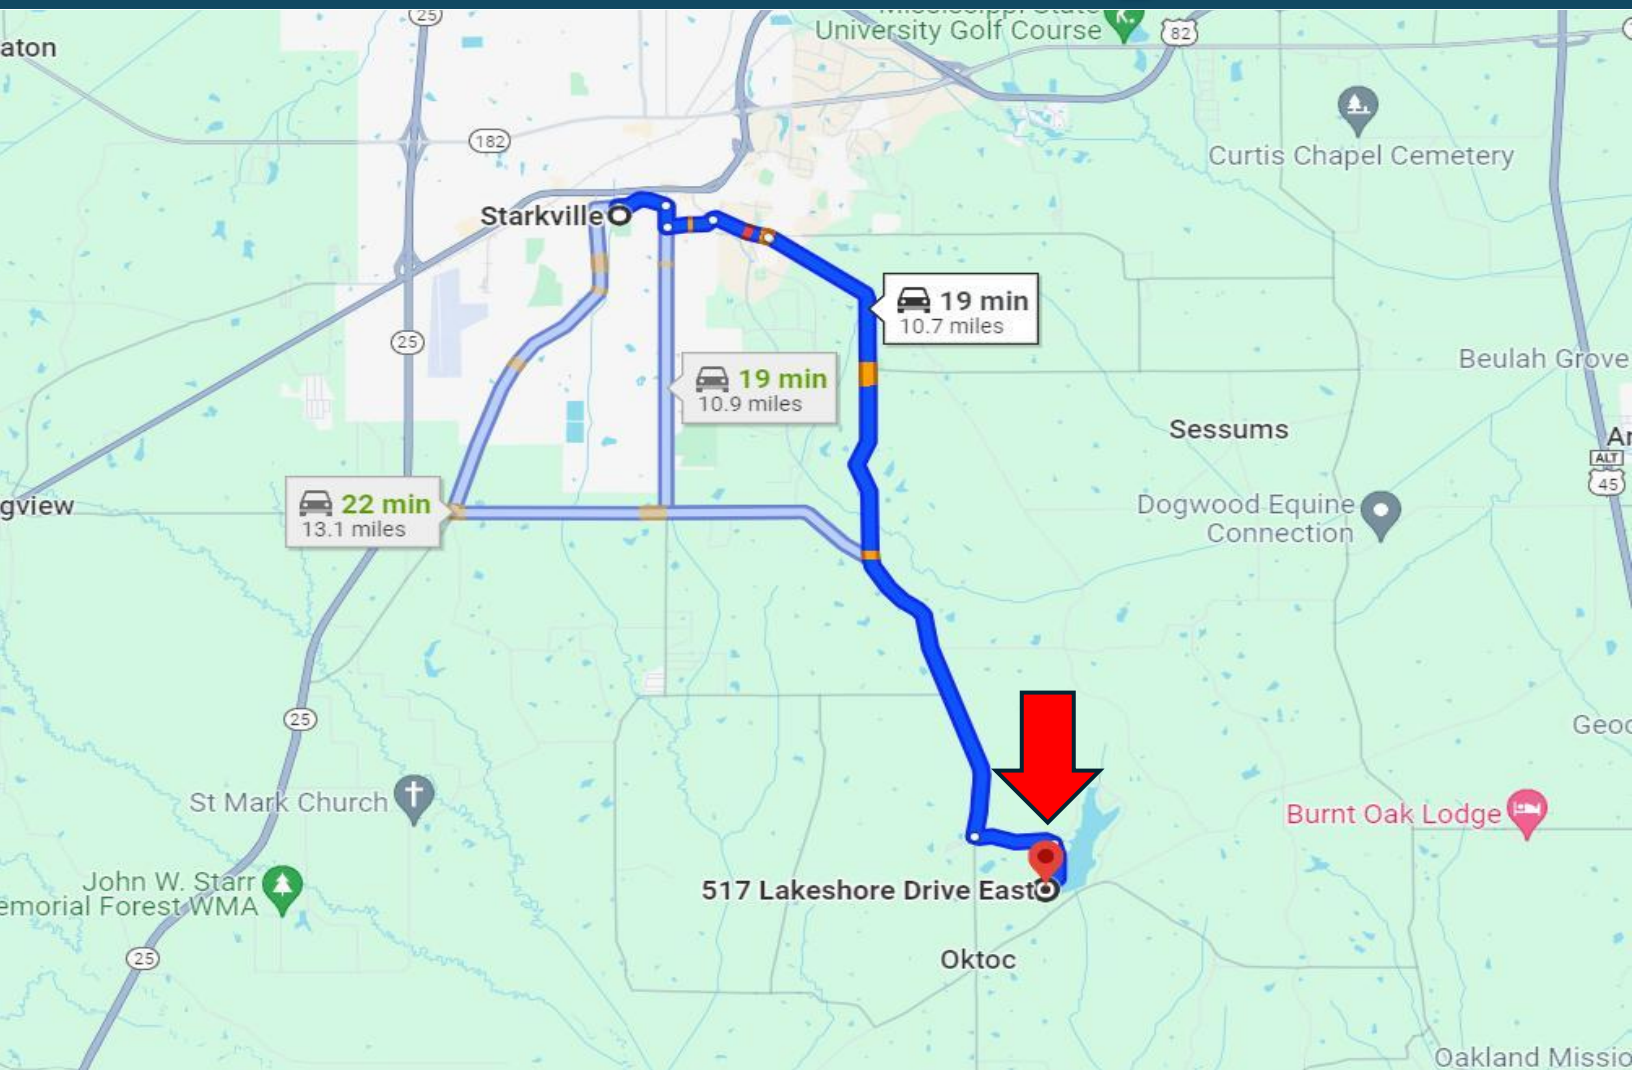 25
Mississippi State
University Golf Course
82
aton
182
Curtis Chapel Cemetery
Starkville
19 min
10.7 miles
25
Beulah Grove
19 min
10.9 miles
Sessums
ALT
45
22 min
13.1 miles
gview
Dogwood Equine
Connection
25
St Mark Church
Burnt Oak Lodge
John W. Starr
emorial Forest WMA
517 Lakeshore Drive East
25
Oktoc
Oakland Missio